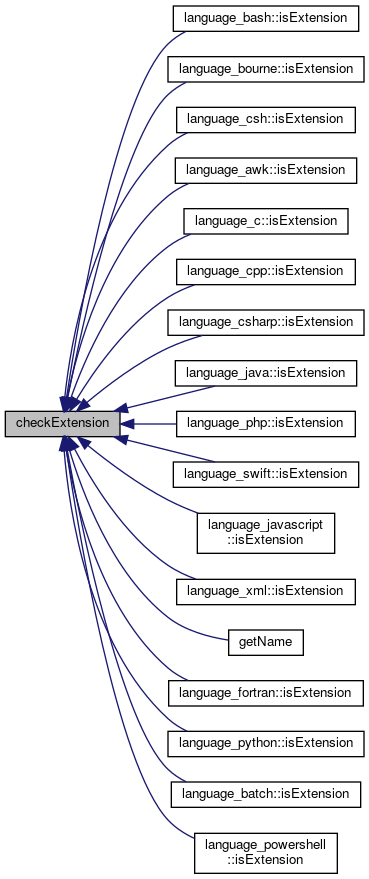 language_bash::isExtension
language_bourne::isExtension
language_csh::isExtension
language_awk::isExtension
language_c::isExtension
language_cpp::isExtension
language_csharp::isExtension
language_java::isExtension
checkExtension
language_php::isExtension
language_swift::isExtension
language_javascript
::isExtension
language_xml::isExtension
getName
language_fortran::isExtension
language_python::isExtension
language_batch::isExtension
language_powershell
::isExtension